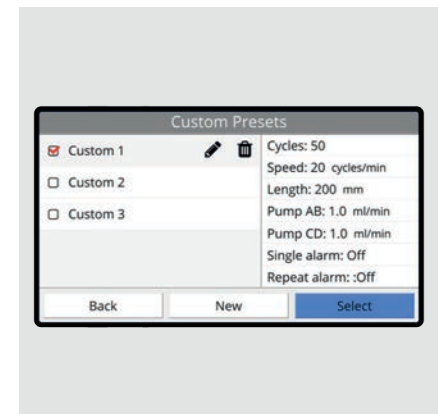 Custom Presets
Custom 1
Custom 2
Custom 3
Cycles: 50
Speed: 20 cycles/min
Length: 200 mm
Pump AB: 1.0 ml/min
Pump CD: 1.0 ml/min
Single alarm: Off
Repeat alarm: :Off
Back
New
Select